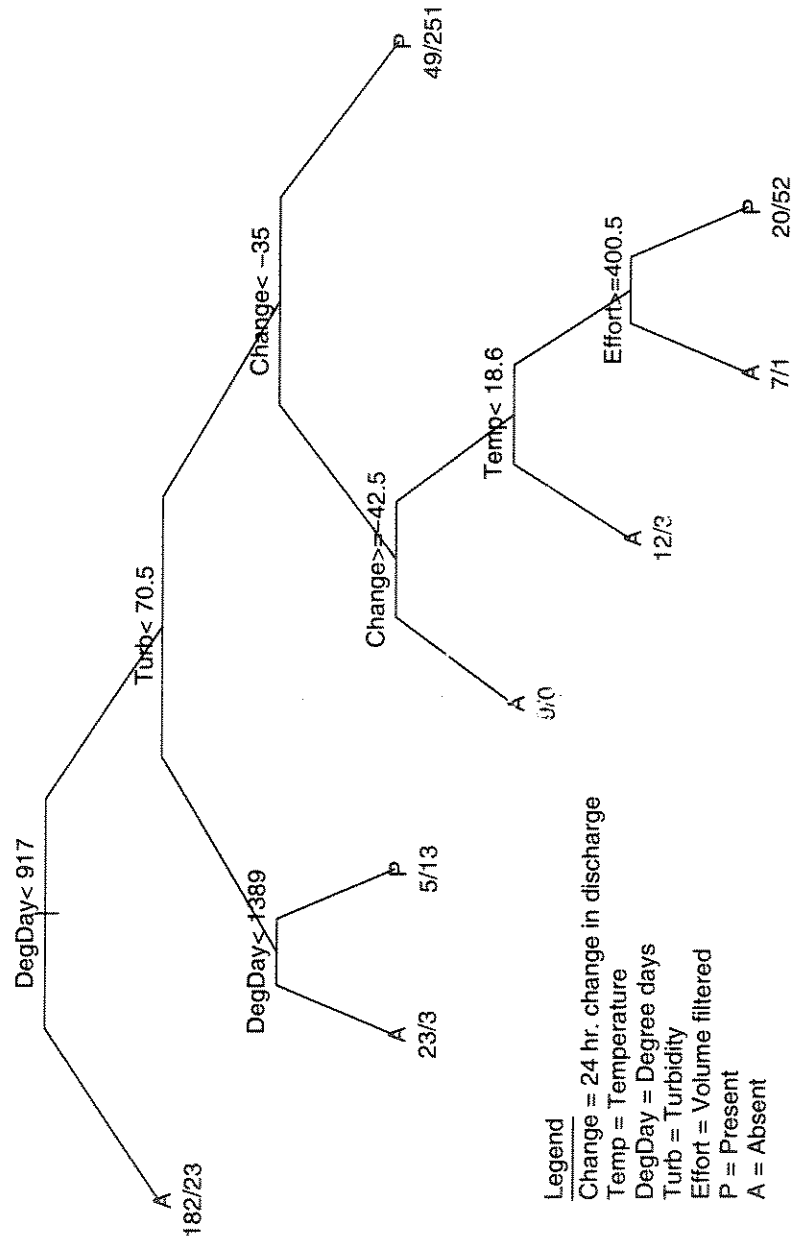 DegDay< 917
182/23
A
Turb< 70.5
DegDay< 1389
A
23/3
P
5/13
Change< −35
P
49/251
Change>=−42.5
A
Temp< 18.6
A
Effort>=400.5
A
7/1
P
20/52
Legend
Change = 24 hr. change in discharge
Temp = Temperature
DegDay = Degree days
Turb = Turbidity
Effort = Volume filtered
P = Present
A = Absent